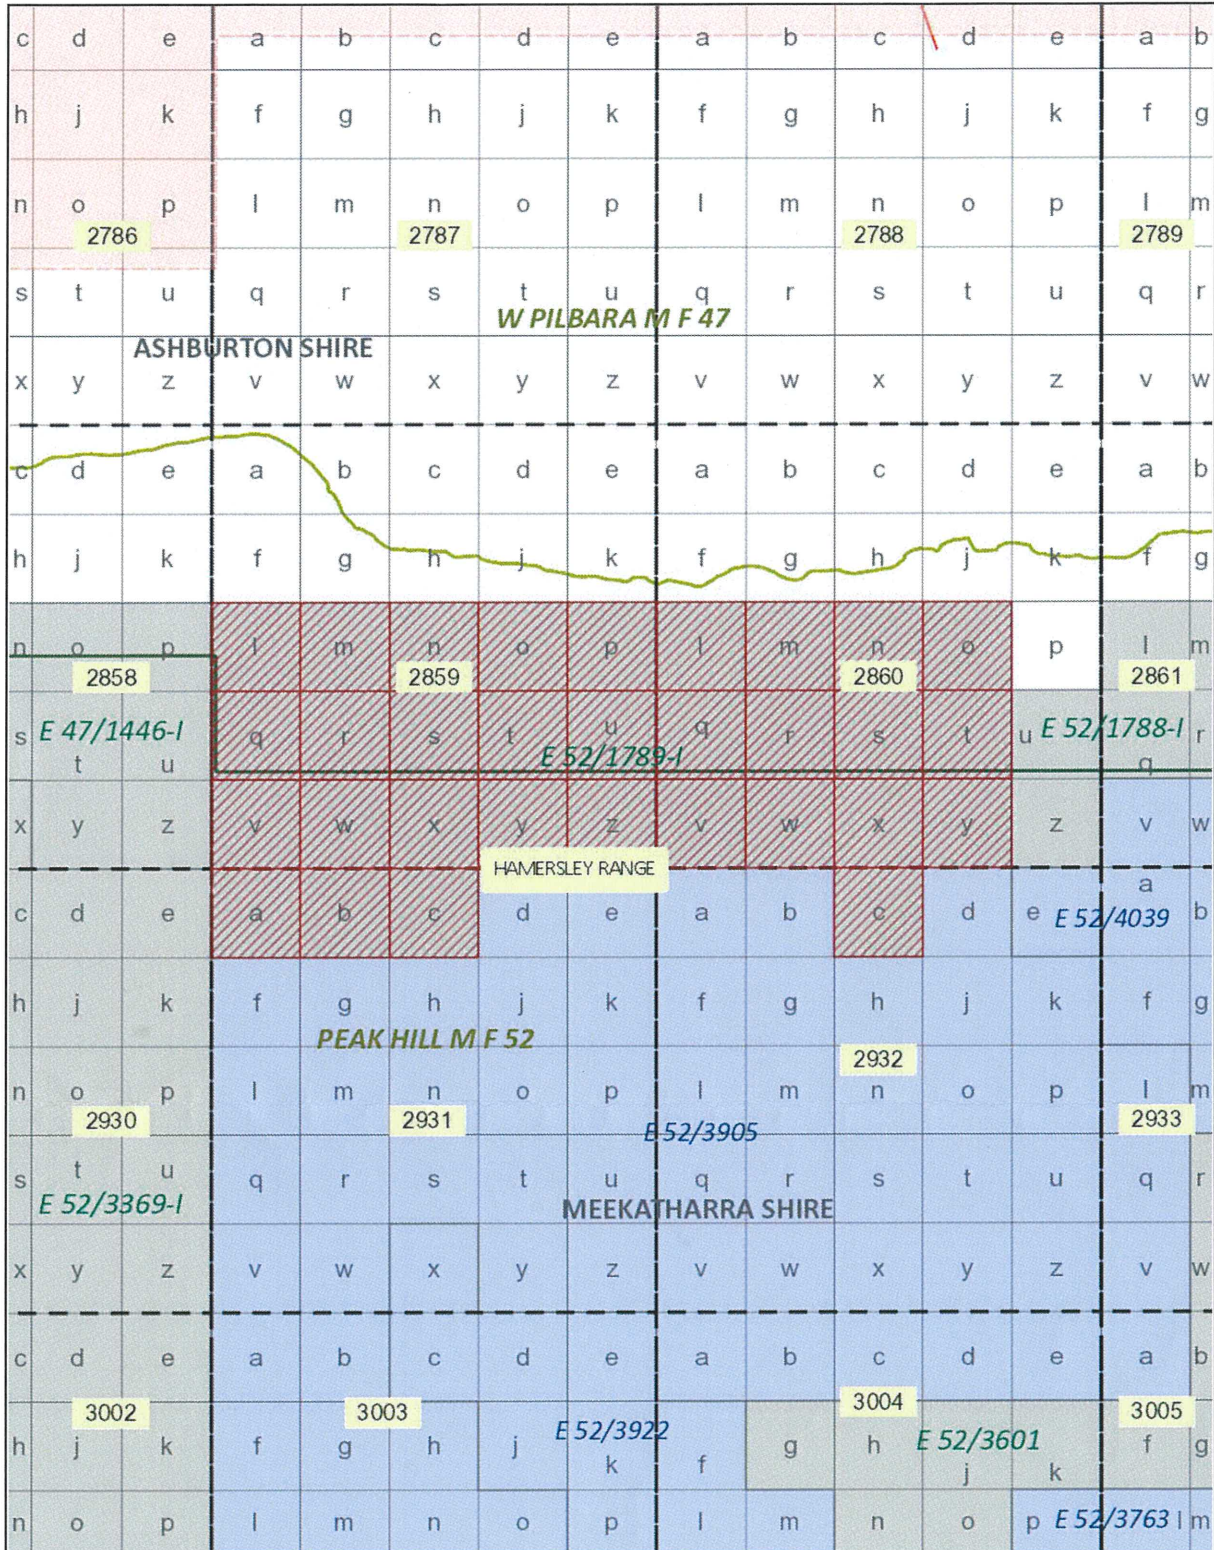 c d e a b c d e a b c d e a b
h j k f g h j k f g h j k f g
n o p l m n o p l m n o p l m
2786 2787 2788 2789
s t u q r s t u q r s t u q r
W PILBARA M F 47
ASHBURTON SHIRE
x y z v w x y z v w x y z v w
c d e a b c d e a b c d e a b
h j k f g h j k f g h j k f g
n o p l m n o p l m n o p l m
2858 2859 2860 2861
s E 47/1446-I q r s t u q r s t u E 52/1788-I r
t u E 52/1789-I q
x y z v w x y z v w x y z v w
HAMERSLEY RANGE
a
c d e a b c d e a b c d e E 52/4039 b
h j k f g h j k f g h j k f g
PEAK HILL M F 52
2932
n o p l m n o p l m n o p l m
2930 2931 E 52/3905 2933
s t u q r s t u q r s t u q r
E 52/3369-I MEEKATHARRA SHIRE
x y z v w x y z v w x y z v w
c d e a b c d e a b c d e a b
3002 3003 3004 3005
h j k f g h j E 52/3922 g h E 52/3601 f g
k f j k
n o p l m n o p l m n o p E 52/3763 l m